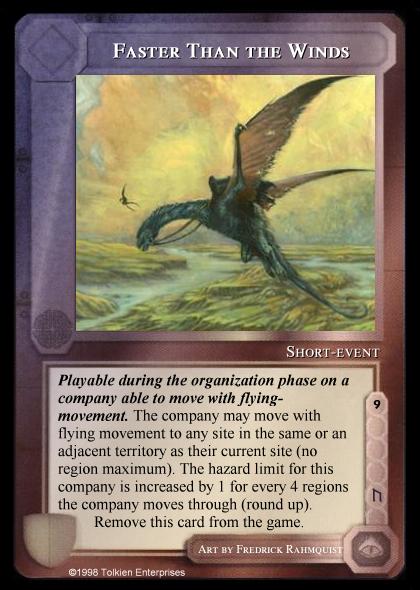 FASTER THAN THE WINDS
SHORT-EVENT
Playable during the organization phase on a
company able to move with flying-
movement. The company may move with
flying movement to any site in the same or an
adjacent territory as their current site (no
region maximum). The hazard limit for this
company is increased by 1 for every 4 regions
the company moves through (round up).
Remove this card from the game.
9
ART BY FREDRICK RAHMQUIST
©1998 Tolkien Enterprises